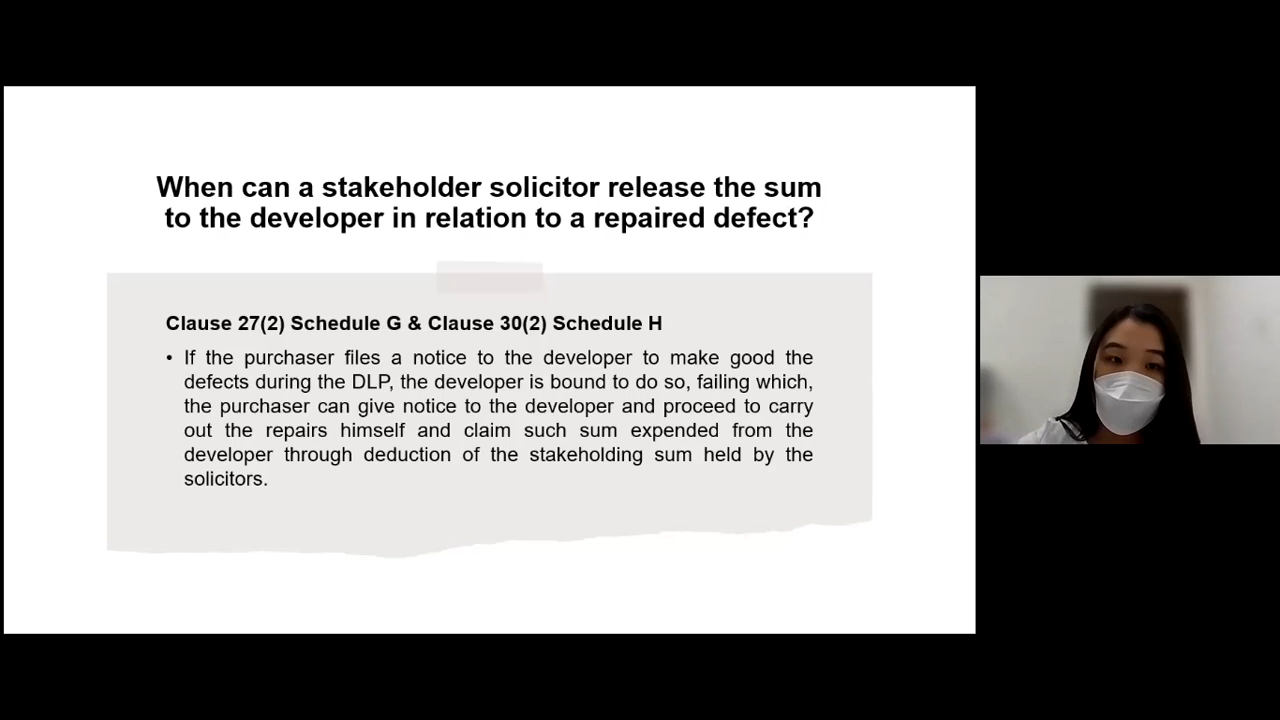 When can a stakeholder solicitor release the sum
to the developer in relation to a repaired defect?
Clause 27(2) Schedule G & Clause 30(2) Schedule H
• If the purchaser files a notice to the developer to make good the
defects during the DLP, the developer is bound to do so, failing which,
the purchaser can give notice to the developer and proceed to carry
out the repairs himself and claim such sum expended from the
developer through deduction of the stakeholding sum held by the
solicitors.